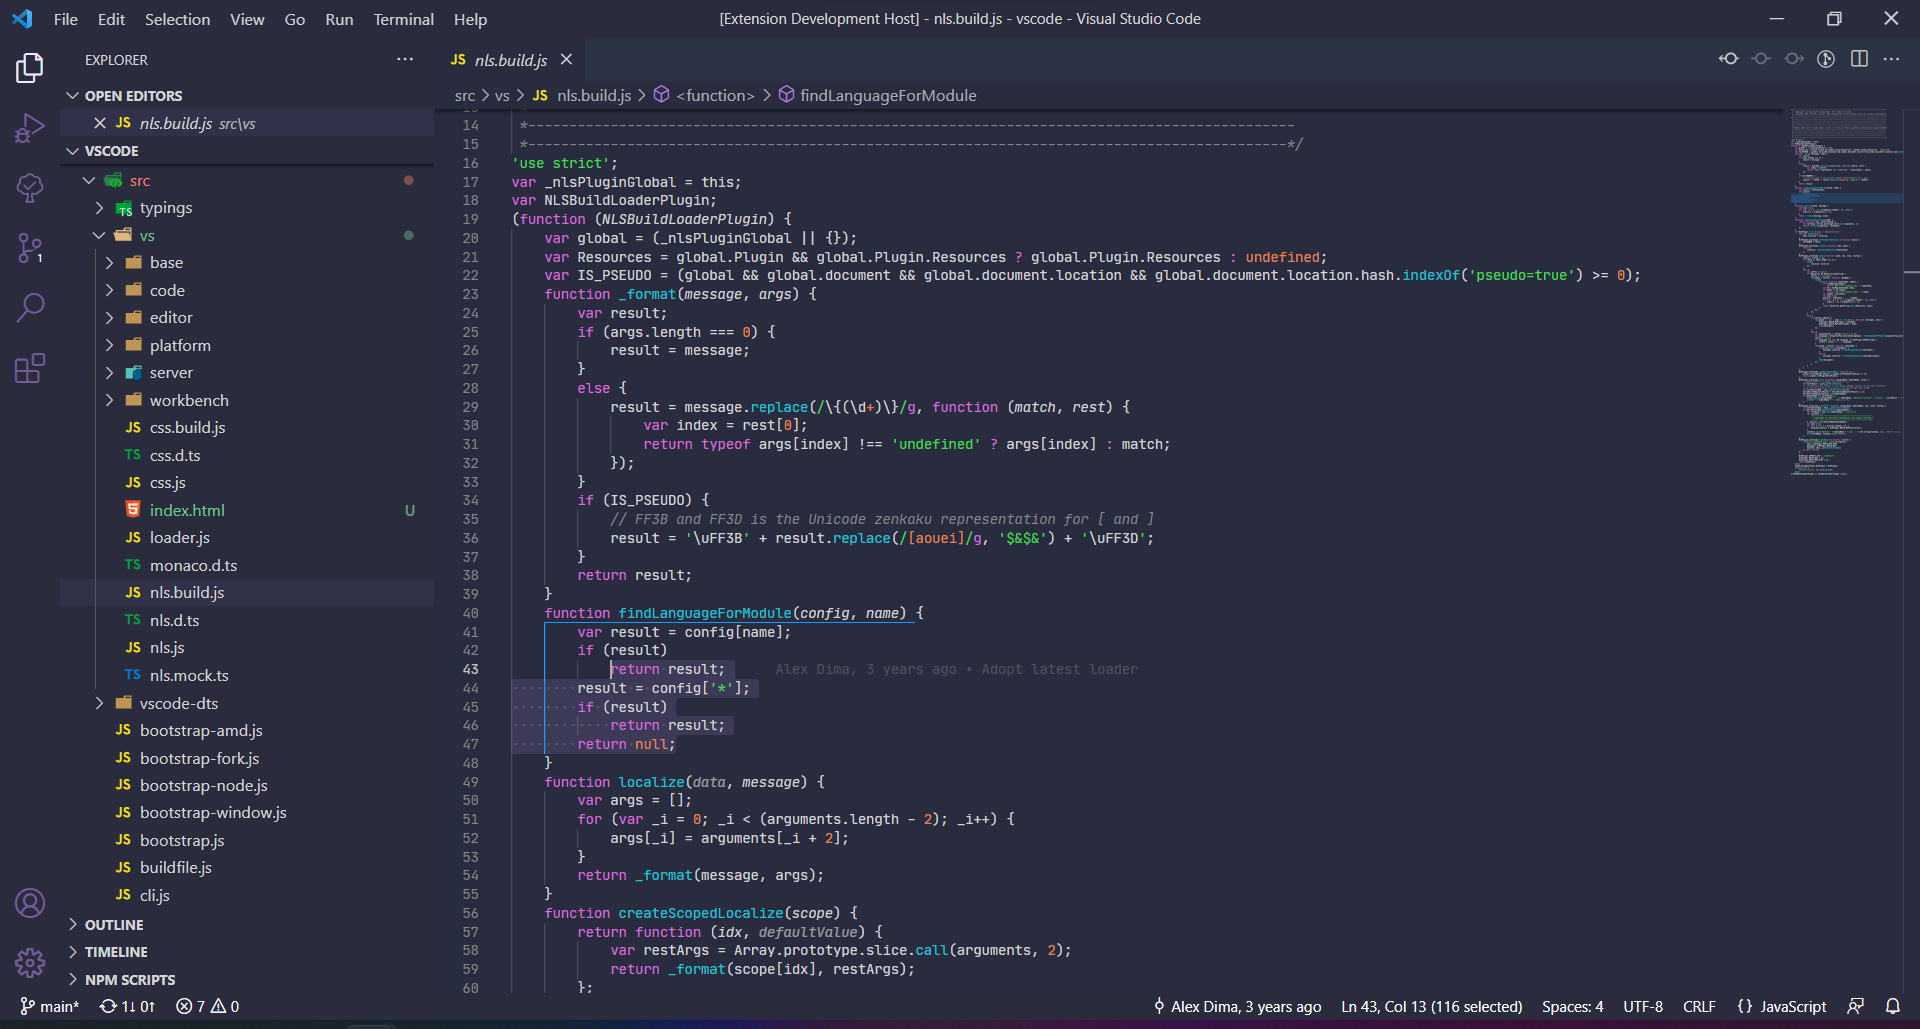 File Edit Selection View Go Run Terminal Help
[Extension Development Host] - nls.build.js - vscode - Visual Studio Code
EXPLORER
OPEN EDITORS
JS nls.build.js src\vs
VSCODE
src
TS typings
vs
base
code
editor
platform
server
workbench
JS css.build.js
TS css.d.ts
JS css.js
5 index.html U
JS loader.js
TS monaco.d.ts
JS nls.build.js
TS nls.d.ts
JS nls.js
TS nls.mock.ts
vscode-dts
JS bootstrap-amd.js
JS bootstrap-fork.js
JS bootstrap-node.js
JS bootstrap-window.js
JS bootstrap.js
JS buildfile.js
JS cli.js
OUTLINE
TIMELINE
NPM SCRIPTS
1
JS nls.build.js
src > vs > JS nls.build.js > <function> > findLanguageForModule
14 *---------------------------------------------------------------------------------------------
15 *--------------------------------------------------------------------------------------------*/
16 'use strict';
17 var _nlsPluginGlobal = this;
18 var NLSBuildLoaderPlugin;
19 (function (NLSBuildLoaderPlugin) {
20 var global = (_nlsPluginGlobal || {});
21 var Resources = global.Plugin && global.Plugin.Resources ? global.Plugin.Resources : undefined;
22 var IS_PSEUDO = (global && global.document && global.document.location && global.document.location.hash.indexOf('pseudo=true') >= 0);
23 function _format(message, args) {
24 var result;
25 if (args.length === 0) {
26 result = message;
27 }
28 else {
29 result = message.replace(/\{(\d+)\}/g, function (match, rest) {
30 var index = rest[0];
31 return typeof args[index] !== 'undefined' ? args[index] : match;
32 });
33 }
34 if (IS_PSEUDO) {
35 // FF3B and FF3D is the Unicode zenkaku representation for [ and ]
36 result = '\uFF3B' + result.replace(/[aouei]/g, '$&$&') + '\uFF3D';
37 }
38 return result;
39 }
40 function findLanguageForModule(config, name) {
41 var result = config[name];
42 if (result)
43 return result; Alex Dima, 3 years ago • Adopt latest loader
44 result = config['*'];
45 if (result)
46 return result;
47 return null;
48 }
49 function localize(data, message) {
50 var args = [];
51 for (var _i = 0; _i < (arguments.length - 2); _i++) {
52 args[_i] = arguments[_i + 2];
53 }
54 return _format(message, args);
55 }
56 function createScopedLocalize(scope) {
57 return function (idx, defaultValue) {
58 var restArgs = Array.prototype.slice.call(arguments, 2);
59 return _format(scope[idx], restArgs);
60 };
main* 1↓ 0↑ 7 0 Alex Dima, 3 years ago Ln 43, Col 13 (116 selected) Spaces: 4 UTF-8 CRLF {} JavaScript